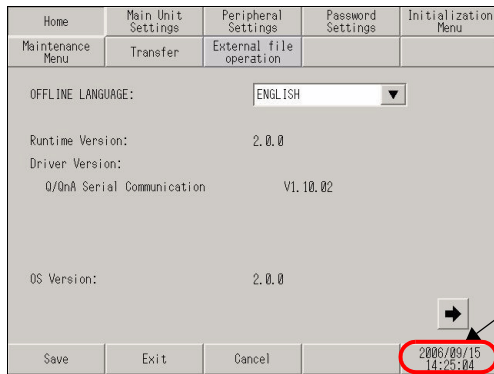 Home
Main Unit
Settings
Peripheral
Settings
Password
Settings
Initialization
Menu
Maintenance
Menu
Transfer
External file
operation
OFFLINE LANGUAGE:
ENGLISH
Runtime Version:
2.0.0
Driver Version:
Q/QnA Serial Communication
V1.10.02
OS Version:
2.0.0
Save
Exit
Cancel
2006/09/15
14:25:04